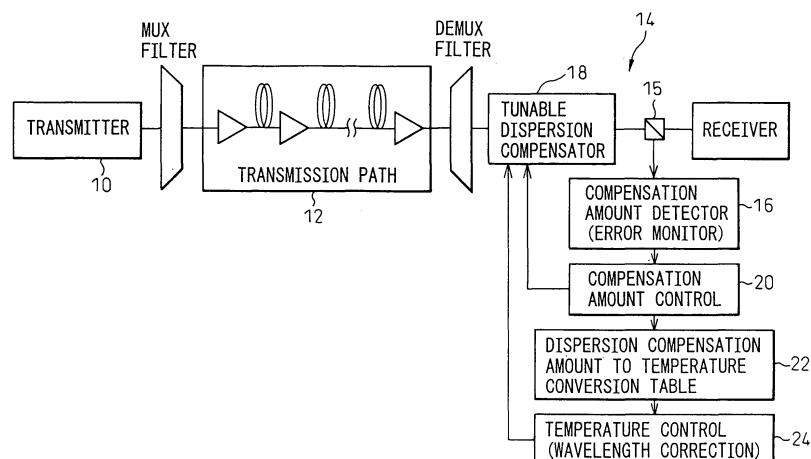 MUX
FILTER
DEMUX
FILTER
14
18
15
TRANSMITTER
10
TRANSMISSION PATH
12
TUNABLE
DISPERSION
COMPENSATOR
RECEIVER
COMPENSATION
AMOUNT DETECTOR
(ERROR MONITOR)
16
COMPENSATION
AMOUNT CONTROL
20
DISPERSION COMPENSATION
AMOUNT TO TEMPERATURE
CONVERSION TABLE
22
TEMPERATURE CONTROL
(WAVELENGTH CORRECTION)
24